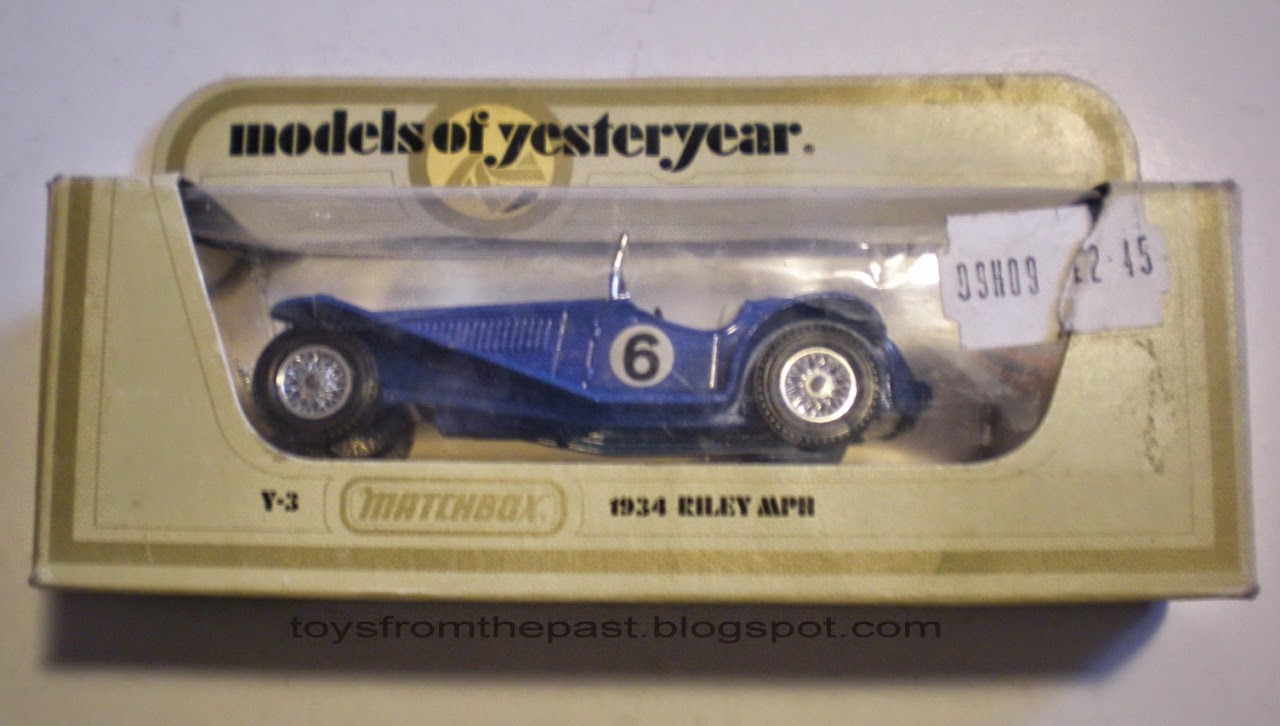 models of yesteryear.
09H09 £2·45
6
Y-3 MATCHBOX 1934 RILEY MPH
toysfromthepast.blogspot.com